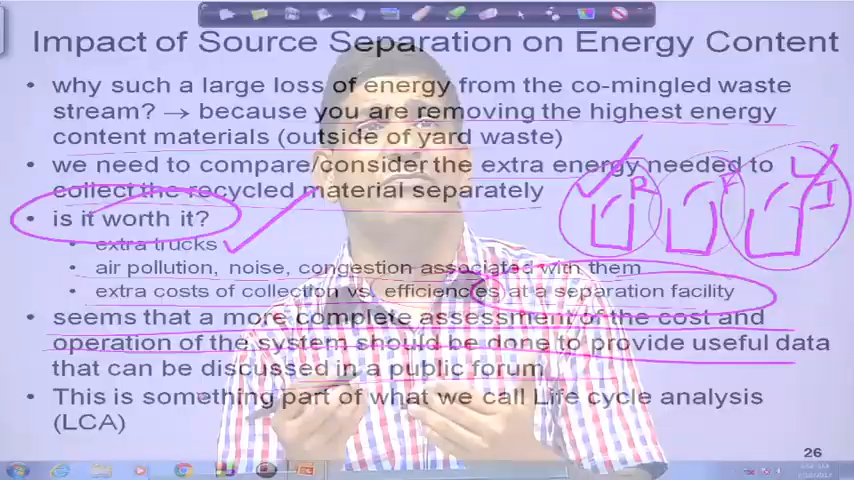 Impact of Source Separation on Energy Content
• why such a large loss of energy from the co-mingled waste
stream? → because you are removing the highest energy
content materials (outside of yard waste)
• we need to compare/consider the extra energy needed to
collect the recycled material separately
• is it worth it?
• extra trucks
• air pollution, noise, congestion associated with them
• extra costs of collection vs. efficiencies at a separation facility
• seems that a more complete assessment of the cost and
operation of the system should be done to provide useful data
that can be discussed in a public forum
• This is something part of what we call Life cycle analysis
(LCA)
R
I
26